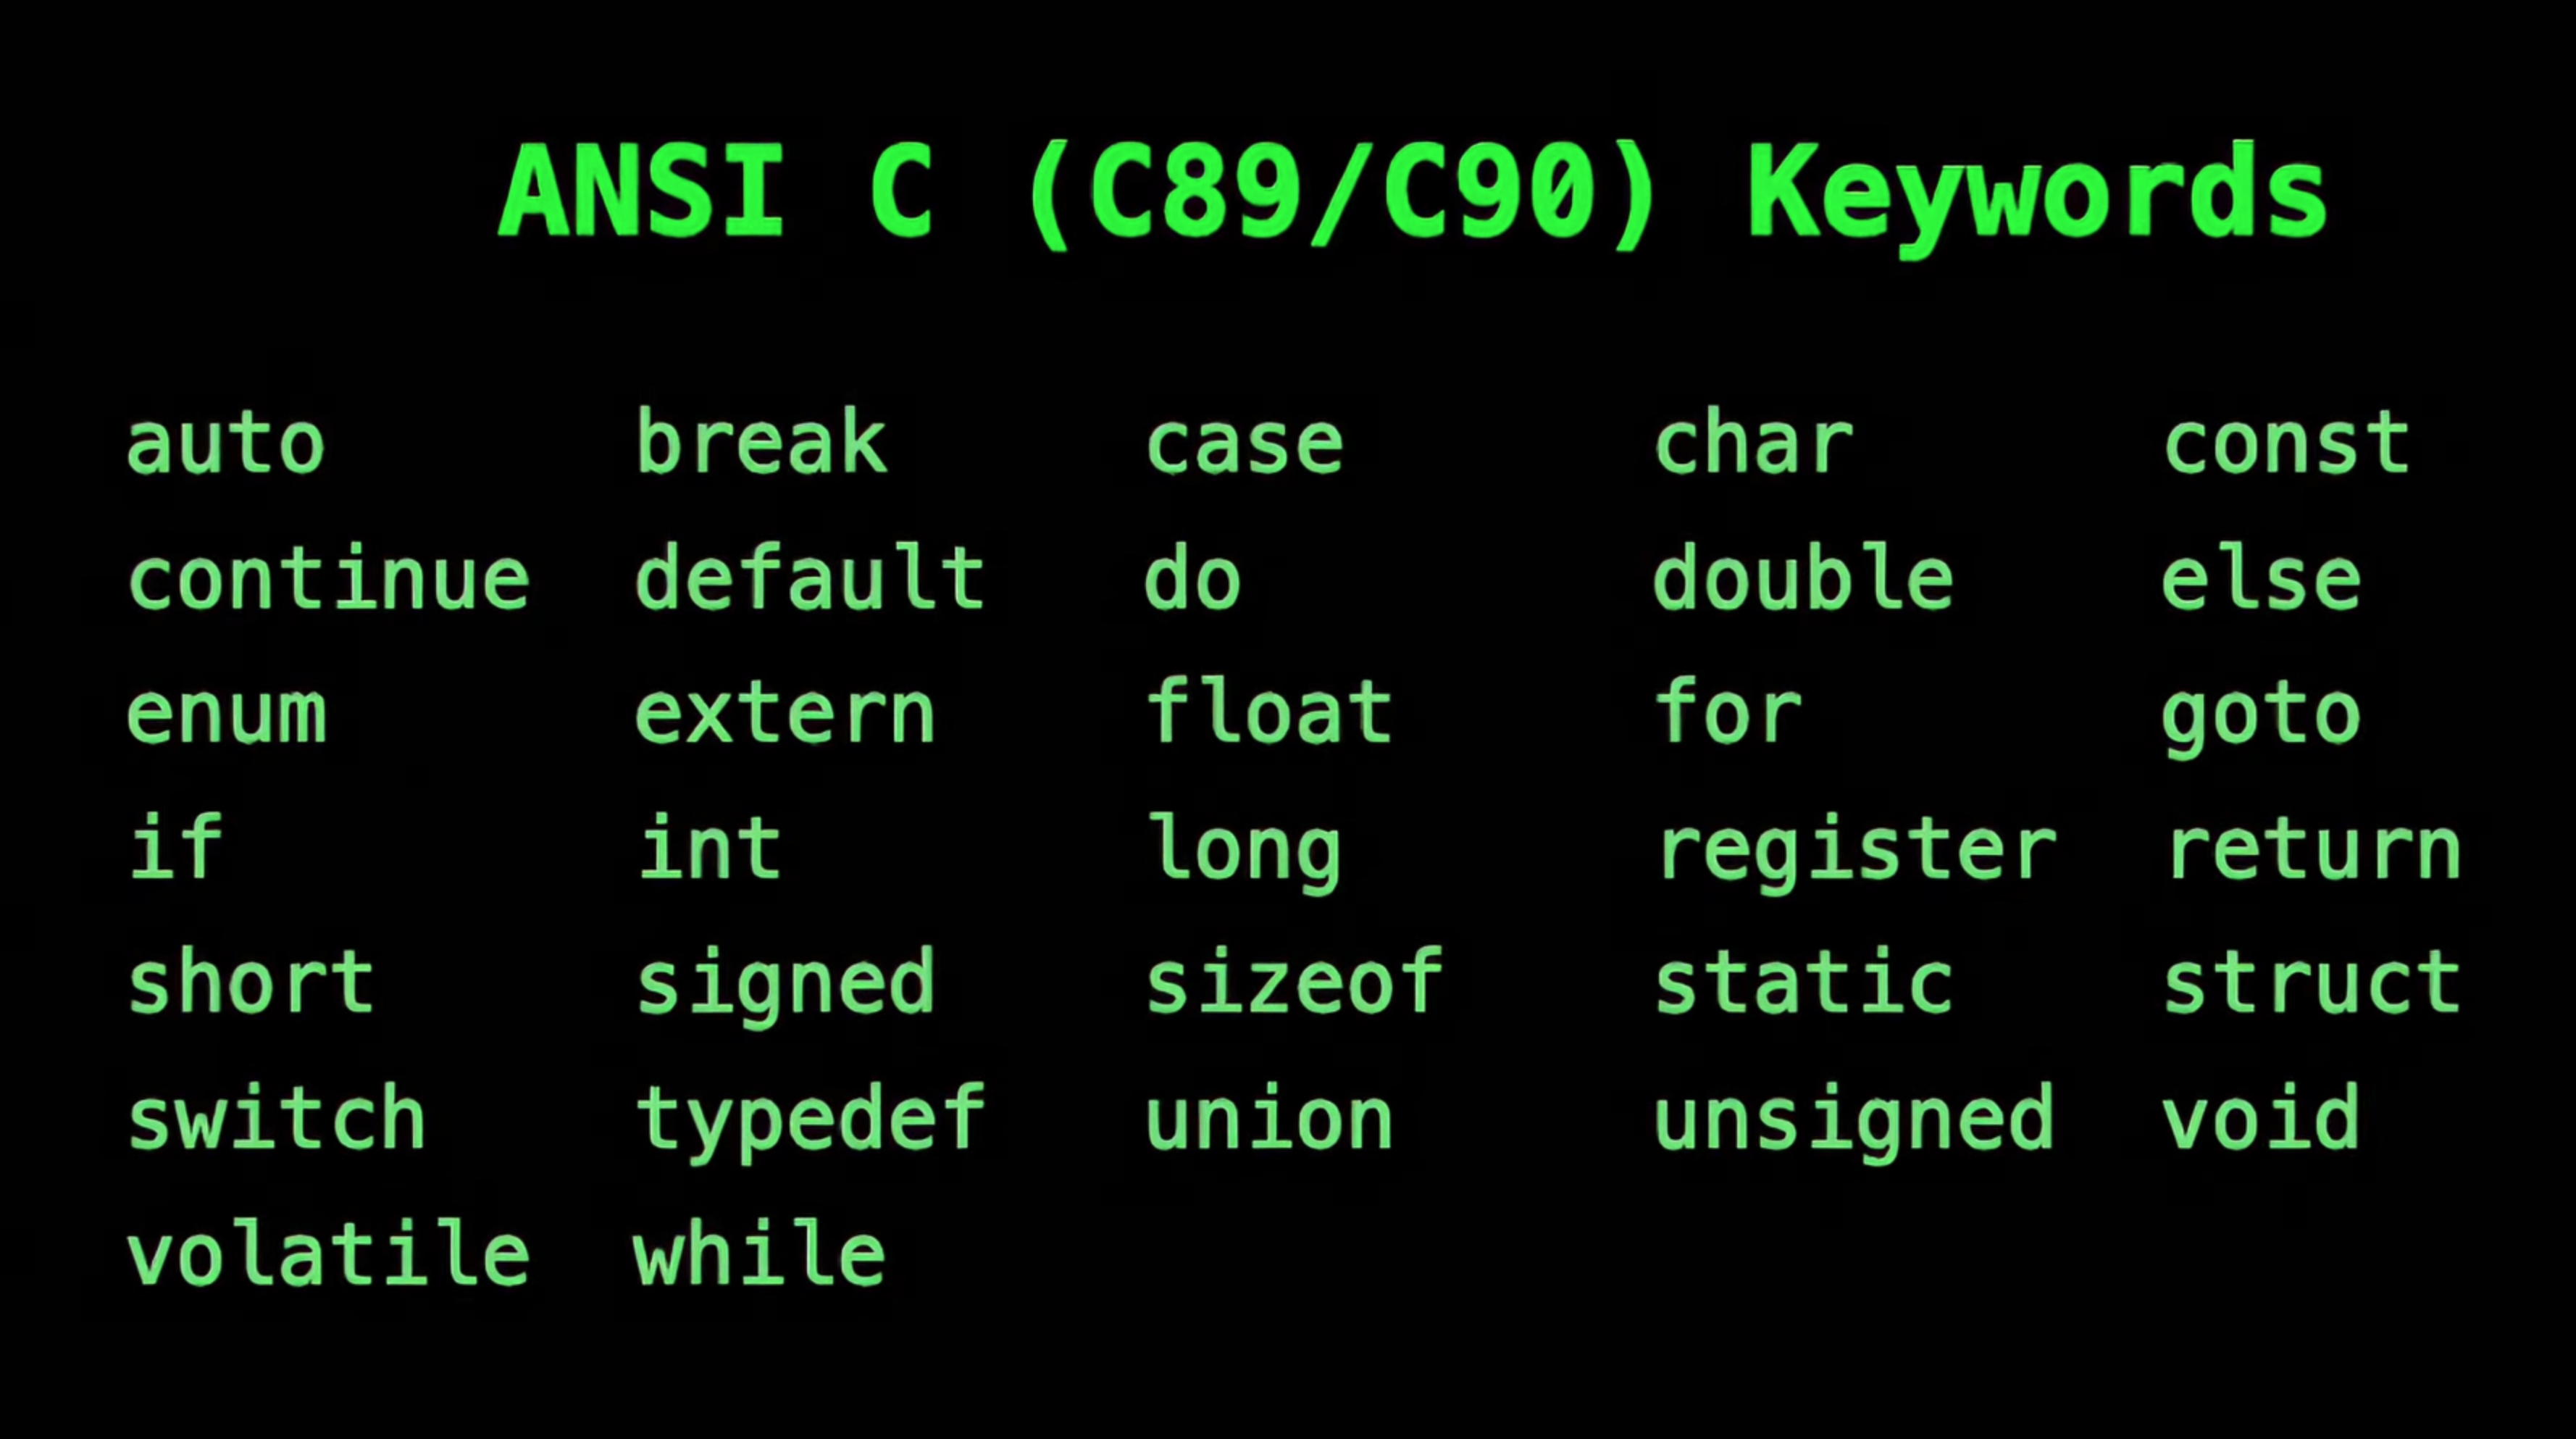 ANSI C (C89/C90) Keywords
auto break case char const
continue default do double else
enum extern float for goto
if int long register return
short signed sizeof static struct
switch typedef union unsigned void
volatile while